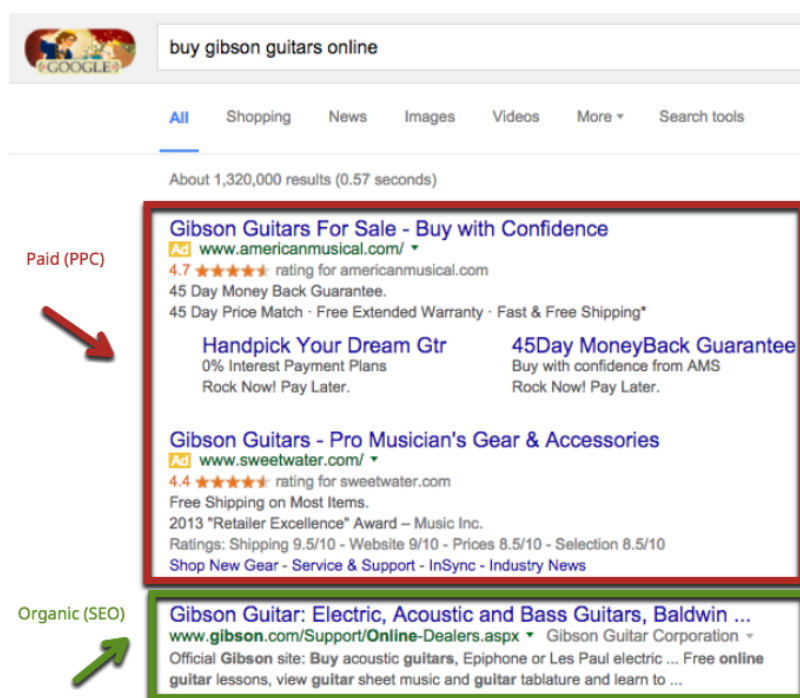 GOOGLE
buy gibson guitars online
All Shopping News Images Videos More Search tools
About 1,320,000 results (0.57 seconds)
Paid (PPC)
Gibson Guitars For Sale - Buy with Confidence
Ad www.americanmusical.com/
4.7 ★★★★★ rating for americanmusical.com
45 Day Money Back Guarantee.
45 Day Price Match · Free Extended Warranty · Fast & Free Shipping*
Handpick Your Dream Gtr 45Day MoneyBack Guarantee
0% Interest Payment Plans Buy with confidence from AMS
Rock Now! Pay Later. Rock Now! Pay Later.
Gibson Guitars - Pro Musician's Gear & Accessories
Ad www.sweetwater.com/
4.4 ★★★★★ rating for sweetwater.com
Free Shipping on Most Items.
2013 "Retailer Excellence" Award – Music Inc.
Ratings: Shipping 9.5/10 - Website 9/10 - Prices 8.5/10 - Selection 8.5/10
Shop New Gear - Service & Support - InSync - Industry News
Organic (SEO)
Gibson Guitar: Electric, Acoustic and Bass Guitars, Baldwin ...
www.gibson.com/Support/Online-Dealers.aspx Gibson Guitar Corporation
Official Gibson site: Buy acoustic guitars, Epiphone or Les Paul electric ... Free online
guitar lessons, view guitar sheet music and guitar tablature and learn to ...